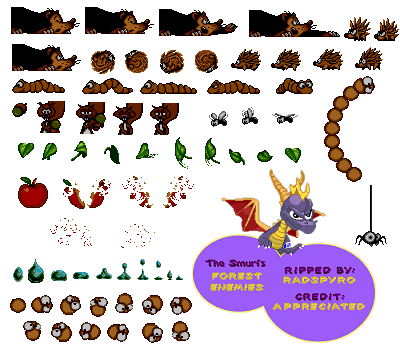 The Smurfs
FOREST
ENEMIES
RIPPED BY:
RADSPYRO
CREDIT:
APPRECIATED